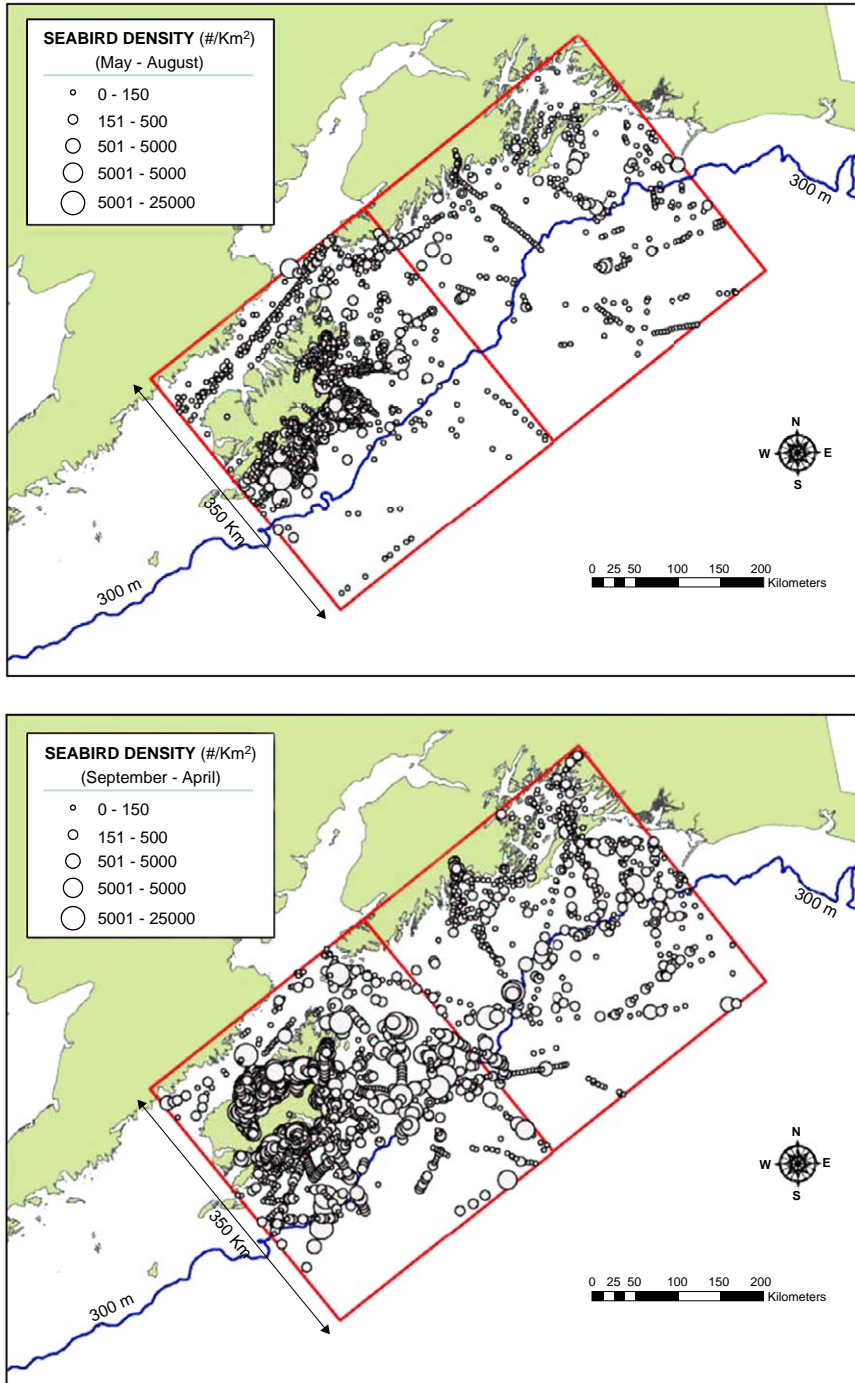 SEABIRD DENSITY (#/Km²)
(May - August)
0 - 150
151 - 500
501 - 5000
5001 - 5000
5001 - 25000
300 m
350 Km
300 m
N
W E
S
0 25 50 100 150 200
Kilometers
SEABIRD DENSITY (#/Km²)
(September - April)
0 - 150
151 - 500
501 - 5000
5001 - 5000
5001 - 25000
300 m
350 Km
300 m
N
W E
S
0 25 50 100 150 200
Kilometers